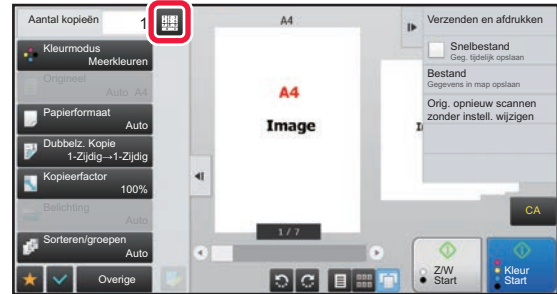 Aantal kopieën 1
Kleurmodus
Meerkleuren
Origineel
Auto A4
Papierformaat
Auto
Dubbelz. Kopie
1-Zijdig→1-Zijdig
Kopieerfactor
100%
Belichting
Auto
Sorteren/groepen
Auto
Overige
A4
A4
Image
1 / 7
Verzenden en afdrukken
Snelbestand
Geg. tijdelijk opslaan
Bestand
Gegevens in map opslaan
Orig. opnieuw scannen
zonder instell. wijzigen
CA
Z/W
Start
Kleur
Start